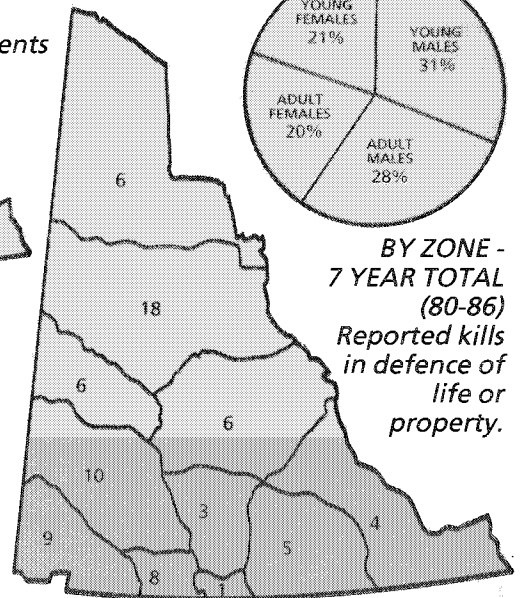 ents
YOUNG
FEMALES
21%
YOUNG
MALES
31%
ADULT
FEMALES
20%
ADULT
MALES
28%
BY ZONE -
7 YEAR TOTAL
(80-86)
Reported kills
in defence of
life or
property.
6
18
6
6
10
3
4
9
5
8
1